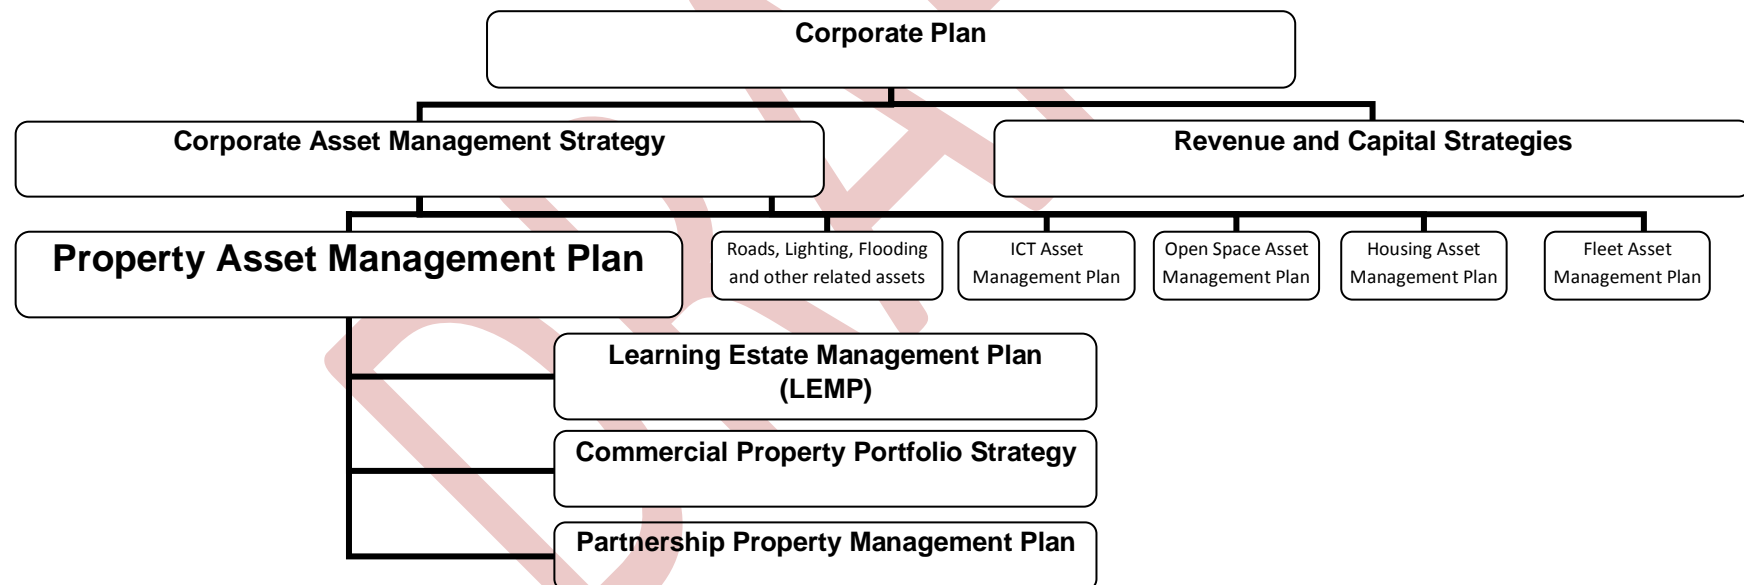 Corporate Plan
Corporate Asset Management Strategy
Revenue and Capital Strategies
Property Asset Management Plan
Roads, Lighting, Flooding
and other related assets
ICT Asset
Management Plan
Open Space Asset
Management Plan
Housing Asset
Management Plan
Fleet Asset
Management Plan
Learning Estate Management Plan
(LEMP)
Commercial Property Portfolio Strategy
Partnership Property Management Plan